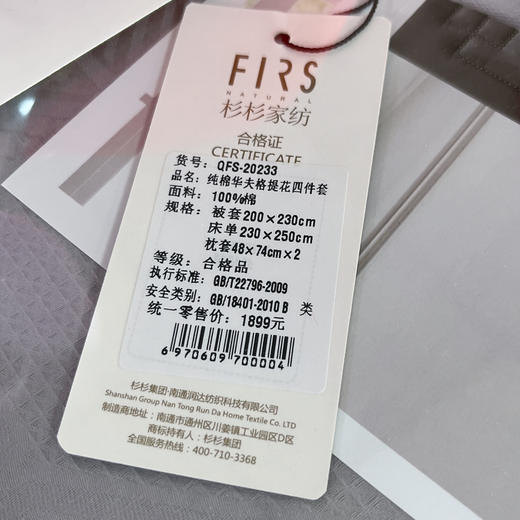 FIRS
NATURAL
杉杉家纺
合格证
CERTIFICATE
货号: QFS-20233
品名: 纯棉华夫格提花四件套
面料: 100%棉
规格: 被套200×230cm
床单230×250cm
枕套48×74cm×2
等级: 合格品
执行标准: GB/T22796-2009
安全类别: GB/18401-2010 B 类
统一零售价: 1899元
6970609700004
杉杉集团·南通润达纺织科技有限公司
Shanshan Group Nan Tong Run Da Home Textile Co. LTD
制造商地址: 南通市通州区川姜镇工业园区D区
商标持有人: 杉杉集团
全国服务热线: 400-710-3368